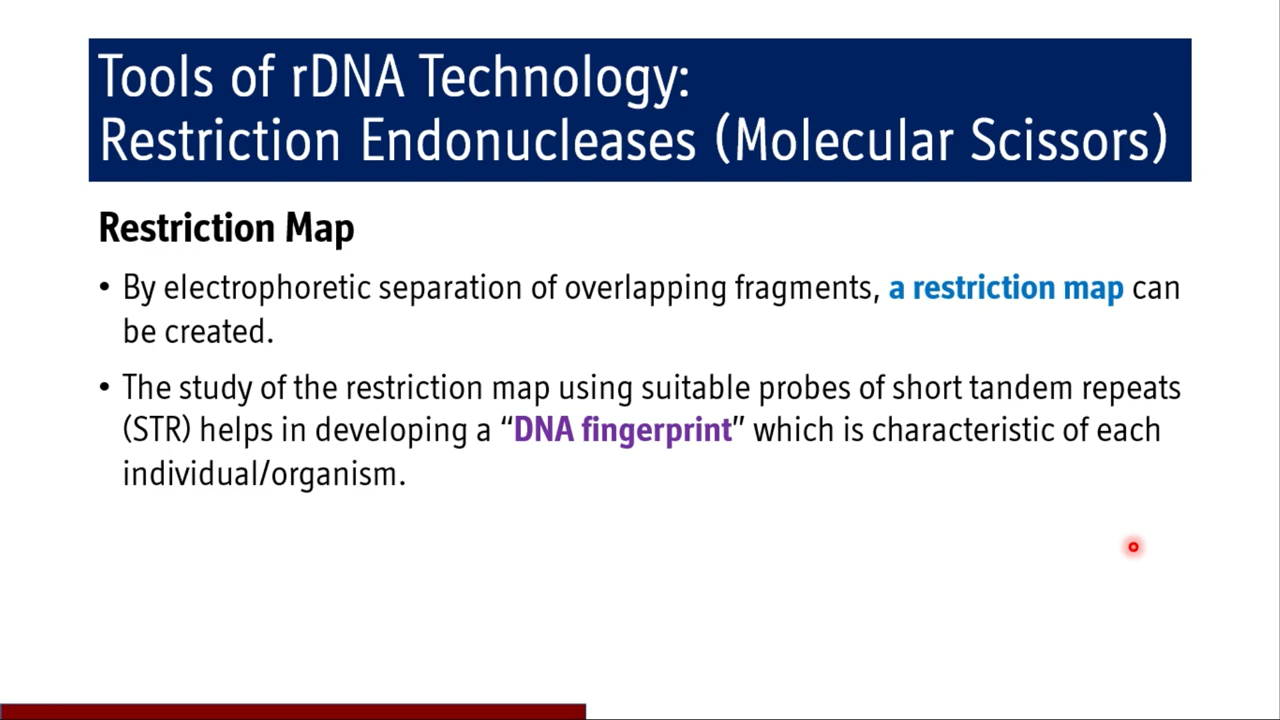 Tools of rDNA Technology:
Restriction Endonucleases (Molecular Scissors)
Restriction Map
• By electrophoretic separation of overlapping fragments, a restriction map can
be created.
• The study of the restriction map using suitable probes of short tandem repeats
(STR) helps in developing a “DNA fingerprint” which is characteristic of each
individual/organism.